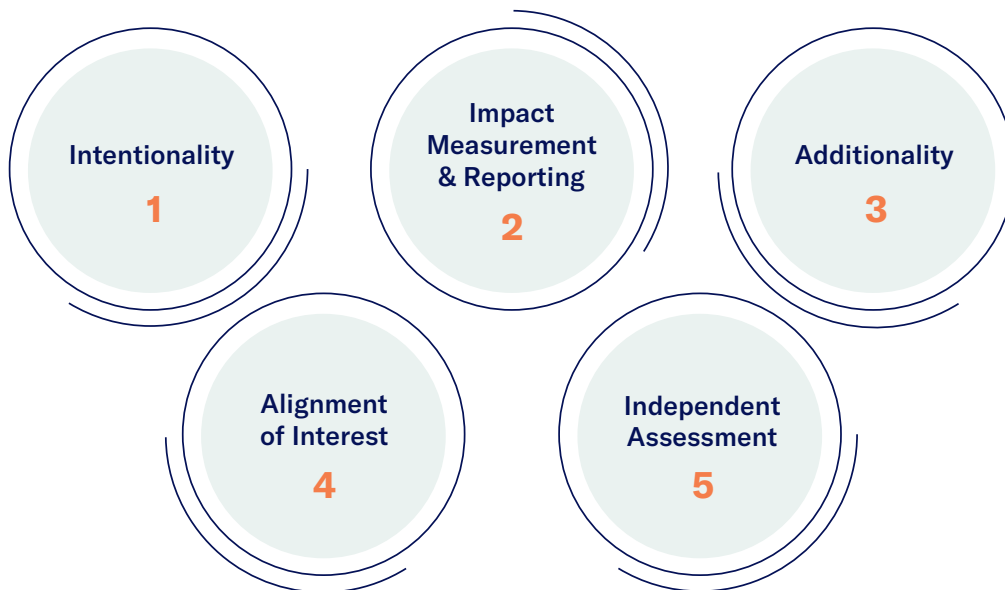 Intentionality
1
Impact
Measurement
& Reporting
2
Additionality
3
Alignment
of Interest
4
Independent
Assessment
5